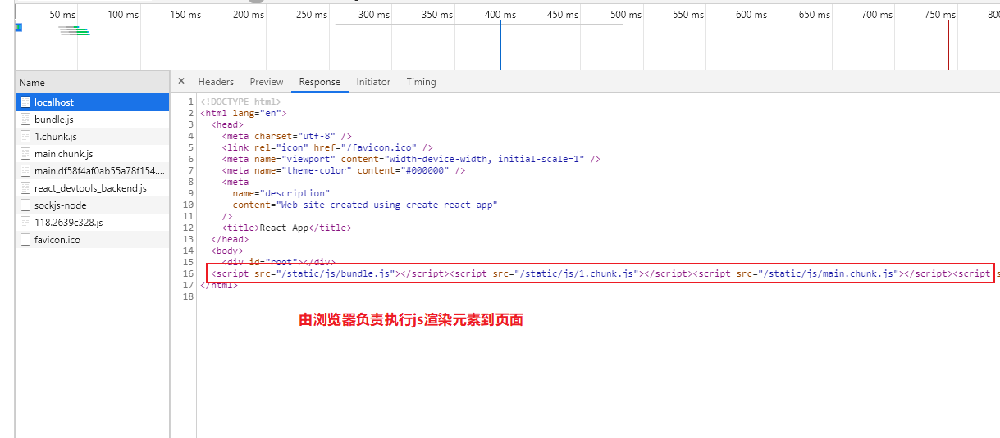 50 ms 100 ms 150 ms 200 ms 250 ms 300 ms 350 ms 400 ms 450 ms 500 ms 550 ms 600 ms 650 ms 700 ms 750 ms 800
Name
× Headers Preview Response Initiator Timing
localhost
bundle.js
1.chunk.js
main.chunk.js
main.df58f4af0ab55a78f154....
react_devtools_backend.js
sockjs-node
118.2639c328.js
favicon.ico
1 <!DOCTYPE html>
2 <html lang="en">
3 <head>
4 <meta charset="utf-8" />
5 <link rel="icon" href="/favicon.ico" />
6 <meta name="viewport" content="width=device-width, initial-scale=1" />
7 <meta name="theme-color" content="#000000" />
8 <meta
9 name="description"
10 content="Web site created using create-react-app"
11 />
12 <title>React App</title>
13 </head>
14 <body>
15 <div id="root"></div>
16 <script src="/static/js/bundle.js"></script><script src="/static/js/1.chunk.js"></script><script src="/static/js/main.chunk.js"></script><script s
17 </html>
18
由浏览器负责执行js渲染元素到页面